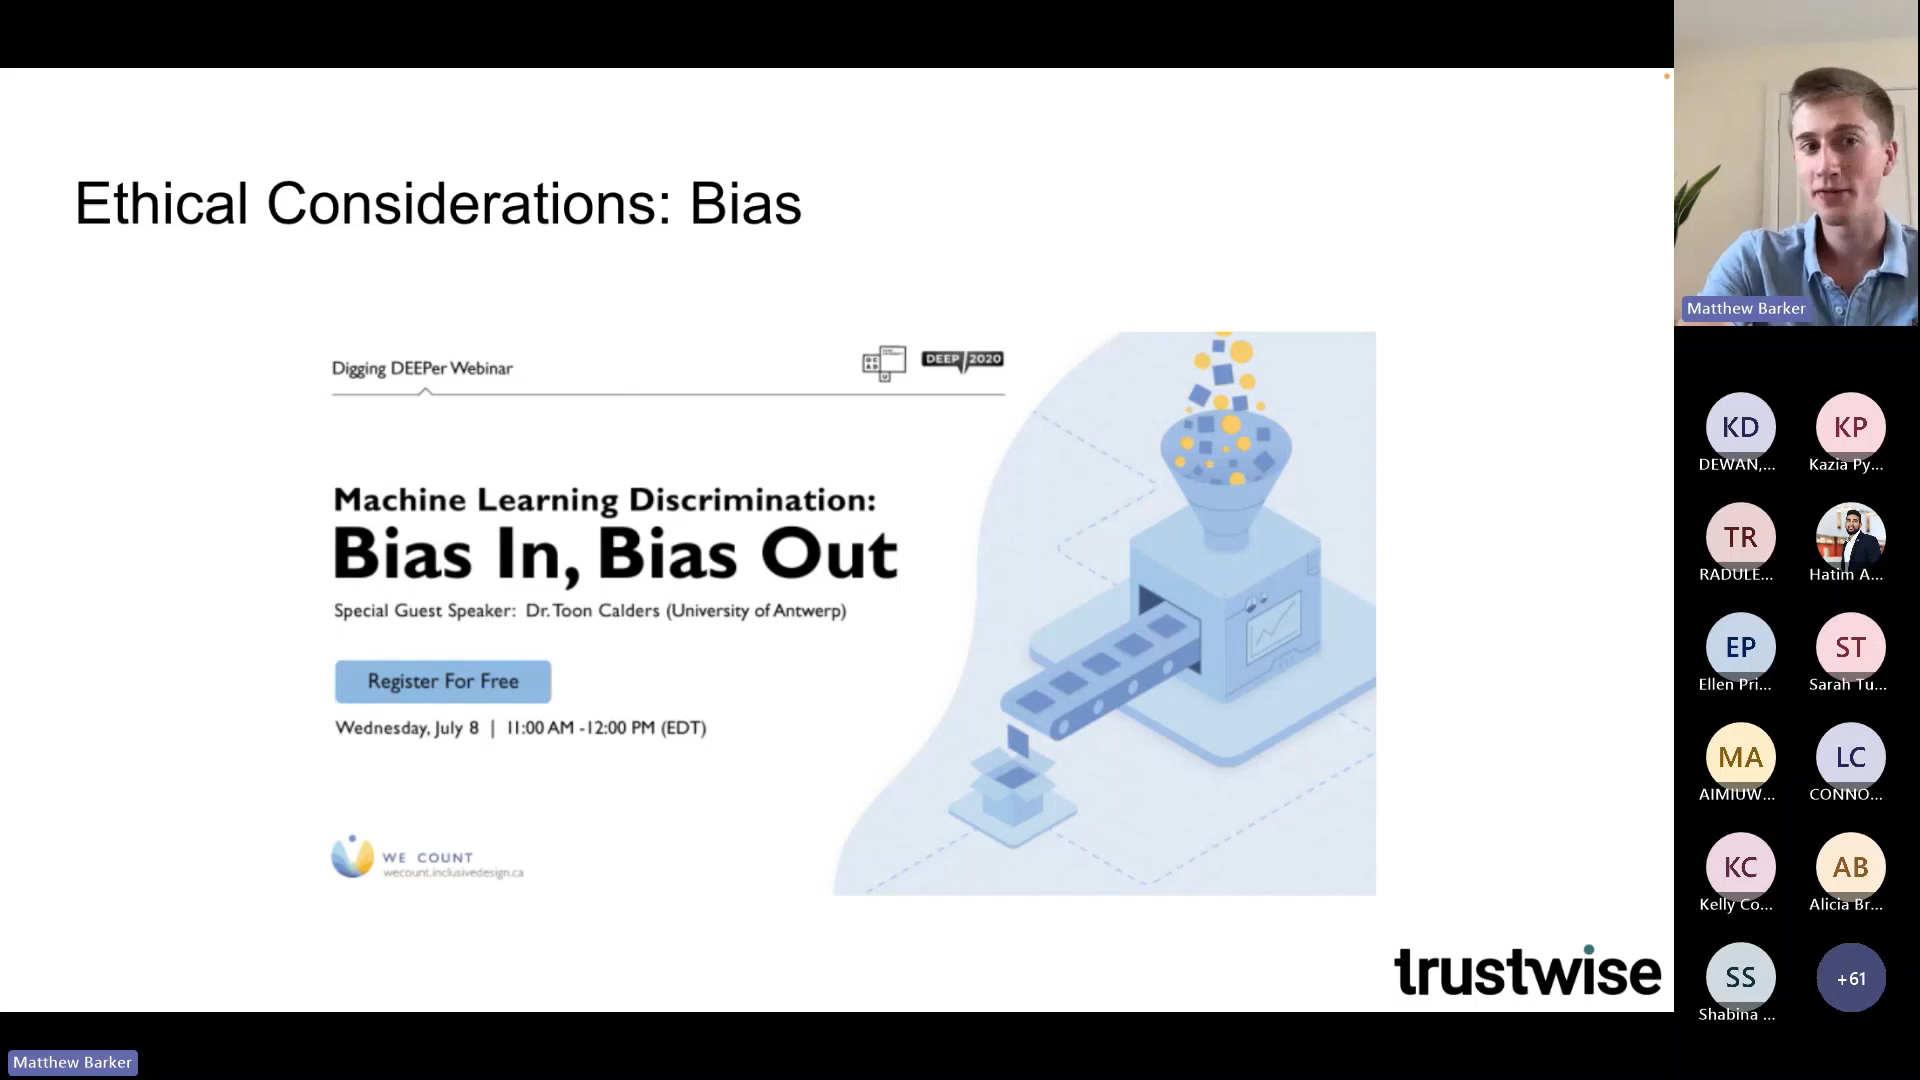 Ethical Considerations: Bias
Digging DEEPer Webinar
OC
AD
U
DEEP 2020
Machine Learning Discrimination:
Bias In, Bias Out
Special Guest Speaker: Dr. Toon Calders (University of Antwerp)
Register For Free
Wednesday, July 8 | 11:00 AM -12:00 PM (EDT)
WE COUNT
wecount.inclusivedesign.ca
trustwise
Matthew Barker
KD
DEWAN,...
KP
Kazia Py...
TR
RADULE...
Hatim A...
EP
Ellen Pri...
ST
Sarah Tu...
MA
AIMIUW...
LC
CONNO...
KC
Kelly Co...
AB
Alicia Br...
SS
Shabina ...
+61
Matthew Barker